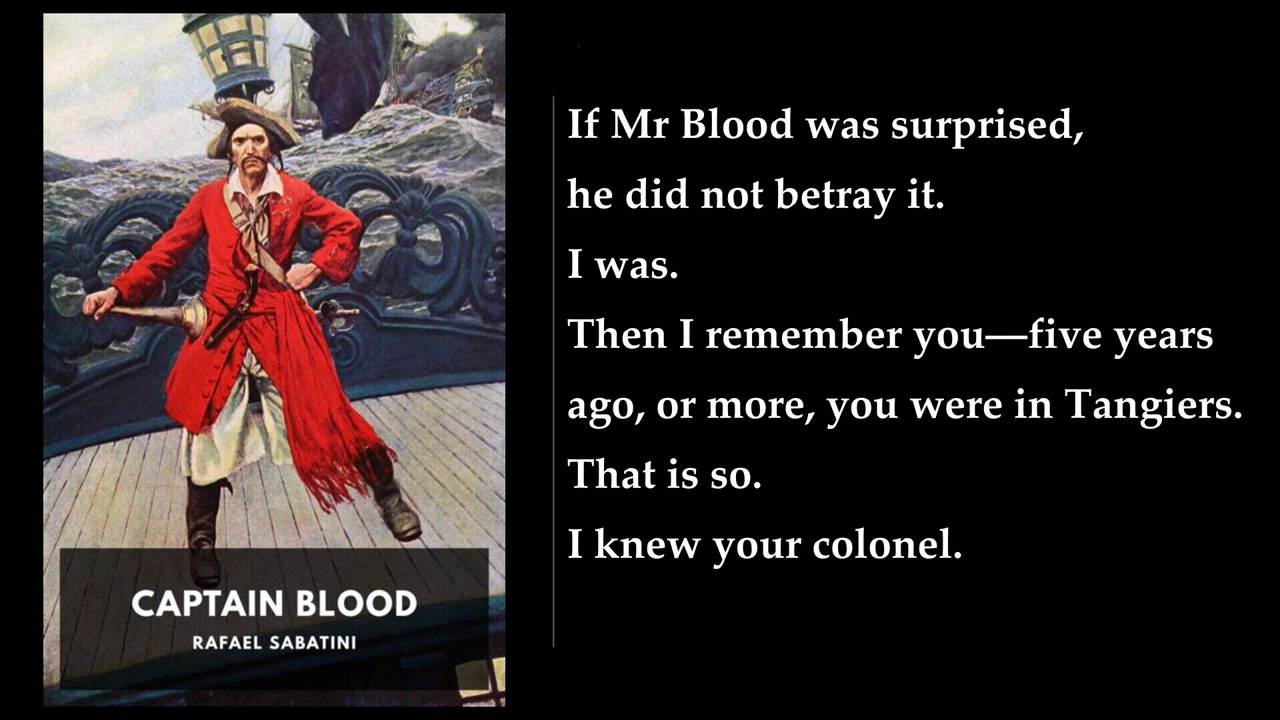 CAPTAIN BLOOD
RAFAEL SABATINI
If Mr Blood was surprised,
he did not betray it.
I was.
Then I remember you—five years
ago, or more, you were in Tangiers.
That is so.
I knew your colonel.